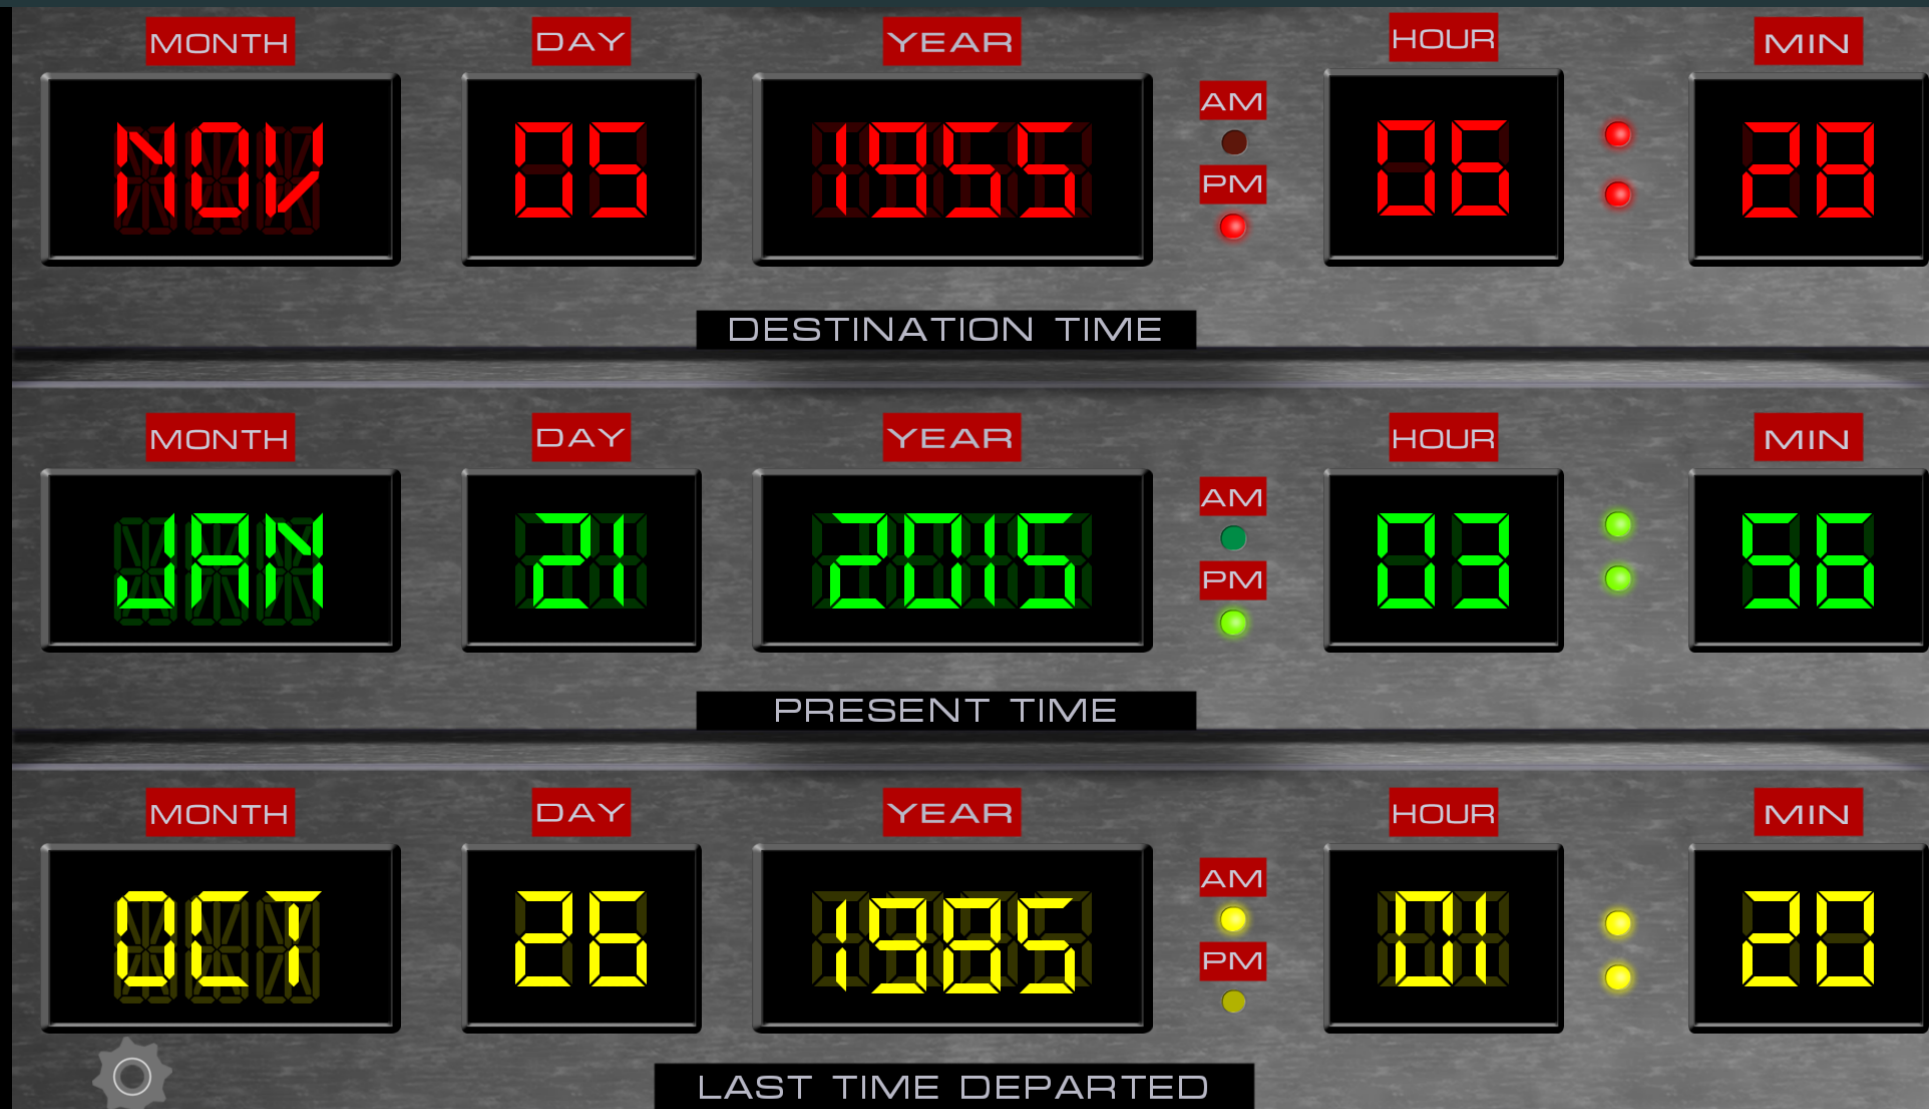 MONTH DAY YEAR HOUR MIN
AM
NOV 05 1955 06 : 28
PM
DESTINATION TIME
MONTH DAY YEAR HOUR MIN
AM
JAN 21 2015 03 : 56
PM
PRESENT TIME
MONTH DAY YEAR HOUR MIN
AM
OCT 26 1985 01 : 20
PM
LAST TIME DEPARTED